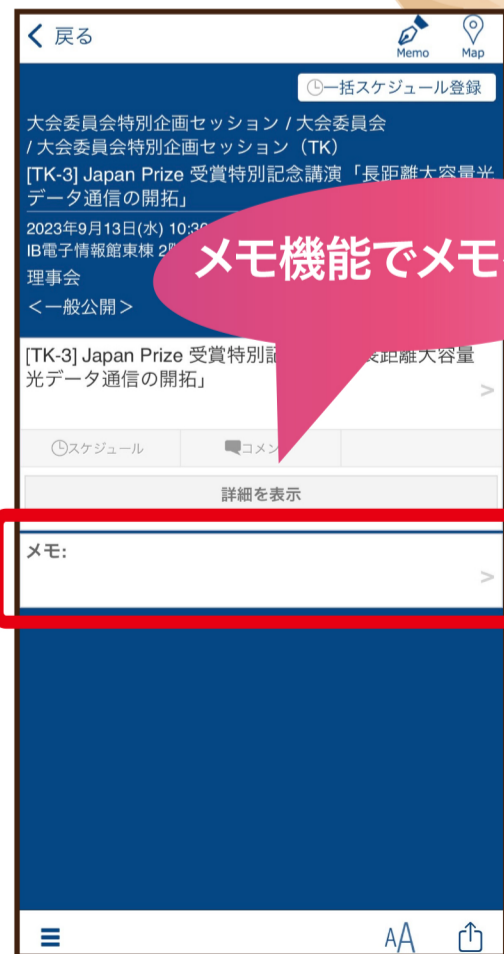 戻る
Memo
Map
一括スケジュール登録
大会委員会特別企画セッション / 大会委員会
/ 大会委員会特別企画セッション（TK）
[TK-3] Japan Prize 受賞特別記念講演「長距離大容量光
データ通信の開拓」
2023年9月13日(水)
IB電子情報館東棟
メモ機能でメモ
理事会
＜一般公開＞
[TK-3] Japan Prize 受賞特別記 長距離大容量
光データ通信の開拓」
>
スケジュール
コメン
詳細を表示
メモ:
>
AA